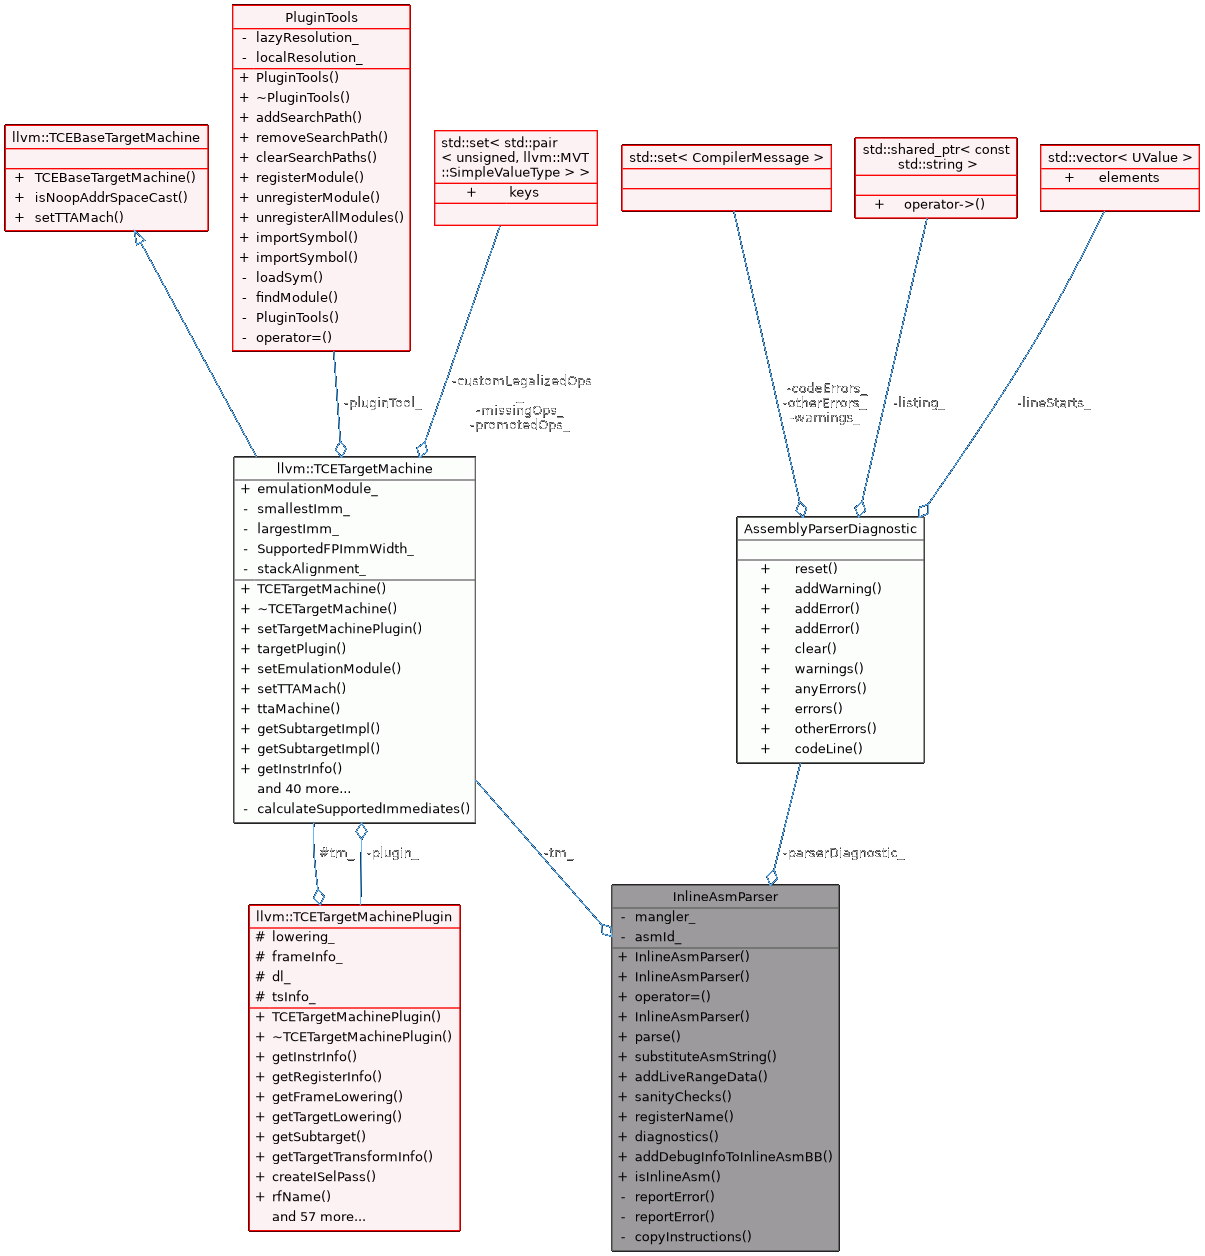 PluginTools
- lazyResolution_
- localResolution_
+ PluginTools()
+ ~PluginTools()
+ addSearchPath()
+ removeSearchPath()
+ clearSearchPaths()
+ registerModule()
+ unregisterModule()
+ unregisterAllModules()
+ importSymbol()
+ importSymbol()
- loadSym()
- findModule()
- PluginTools()
- operator=()
llvm::TCEBaseTargetMachine
+ TCEBaseTargetMachine()
+ isNoopAddrSpaceCast()
+ setTTAMach()
std::set< std::pair
< unsigned, llvm::MVT
::SimpleValueType > >
+ keys
std::set< CompilerMessage >
std::shared_ptr< const
std::string >
+ operator->()
std::vector< UValue >
+ elements
-pluginTool_
-customLegalizedOps
_
-missingOps_
-promotedOps_
-codeErrors_
-otherErrors_
-warnings_
-listing_
-lineStarts_
llvm::TCETargetMachine
+ emulationModule_
- smallestImm_
- largestImm_
- SupportedFPImmWidth_
- stackAlignment_
+ TCETargetMachine()
+ ~TCETargetMachine()
+ setTargetMachinePlugin()
+ targetPlugin()
+ setEmulationModule()
+ setTTAMach()
+ ttaMachine()
+ getSubtargetImpl()
+ getSubtargetImpl()
+ getInstrInfo()
and 40 more...
- calculateSupportedImmediates()
AssemblyParserDiagnostic
+ reset()
+ addWarning()
+ addError()
+ addError()
+ clear()
+ warnings()
+ anyErrors()
+ errors()
+ otherErrors()
+ codeLine()
#tm_
-plugin_
-tm_
-parserDiagnostic_
llvm::TCETargetMachinePlugin
# lowering_
# frameInfo_
# dl_
# tsInfo_
+ TCETargetMachinePlugin()
+ ~TCETargetMachinePlugin()
+ getInstrInfo()
+ getRegisterInfo()
+ getFrameLowering()
+ getTargetLowering()
+ getSubtarget()
+ getTargetTransformInfo()
+ createISelPass()
+ rfName()
and 57 more...
InlineAsmParser
- mangler_
- asmId_
+ InlineAsmParser()
+ InlineAsmParser()
+ operator=()
+ InlineAsmParser()
+ parse()
+ substituteAsmString()
+ addLiveRangeData()
+ sanityChecks()
+ registerName()
+ diagnostics()
+ addDebugInfoToInlineAsmBB()
+ isInlineAsm()
- reportError()
- reportError()
- copyInstructions()